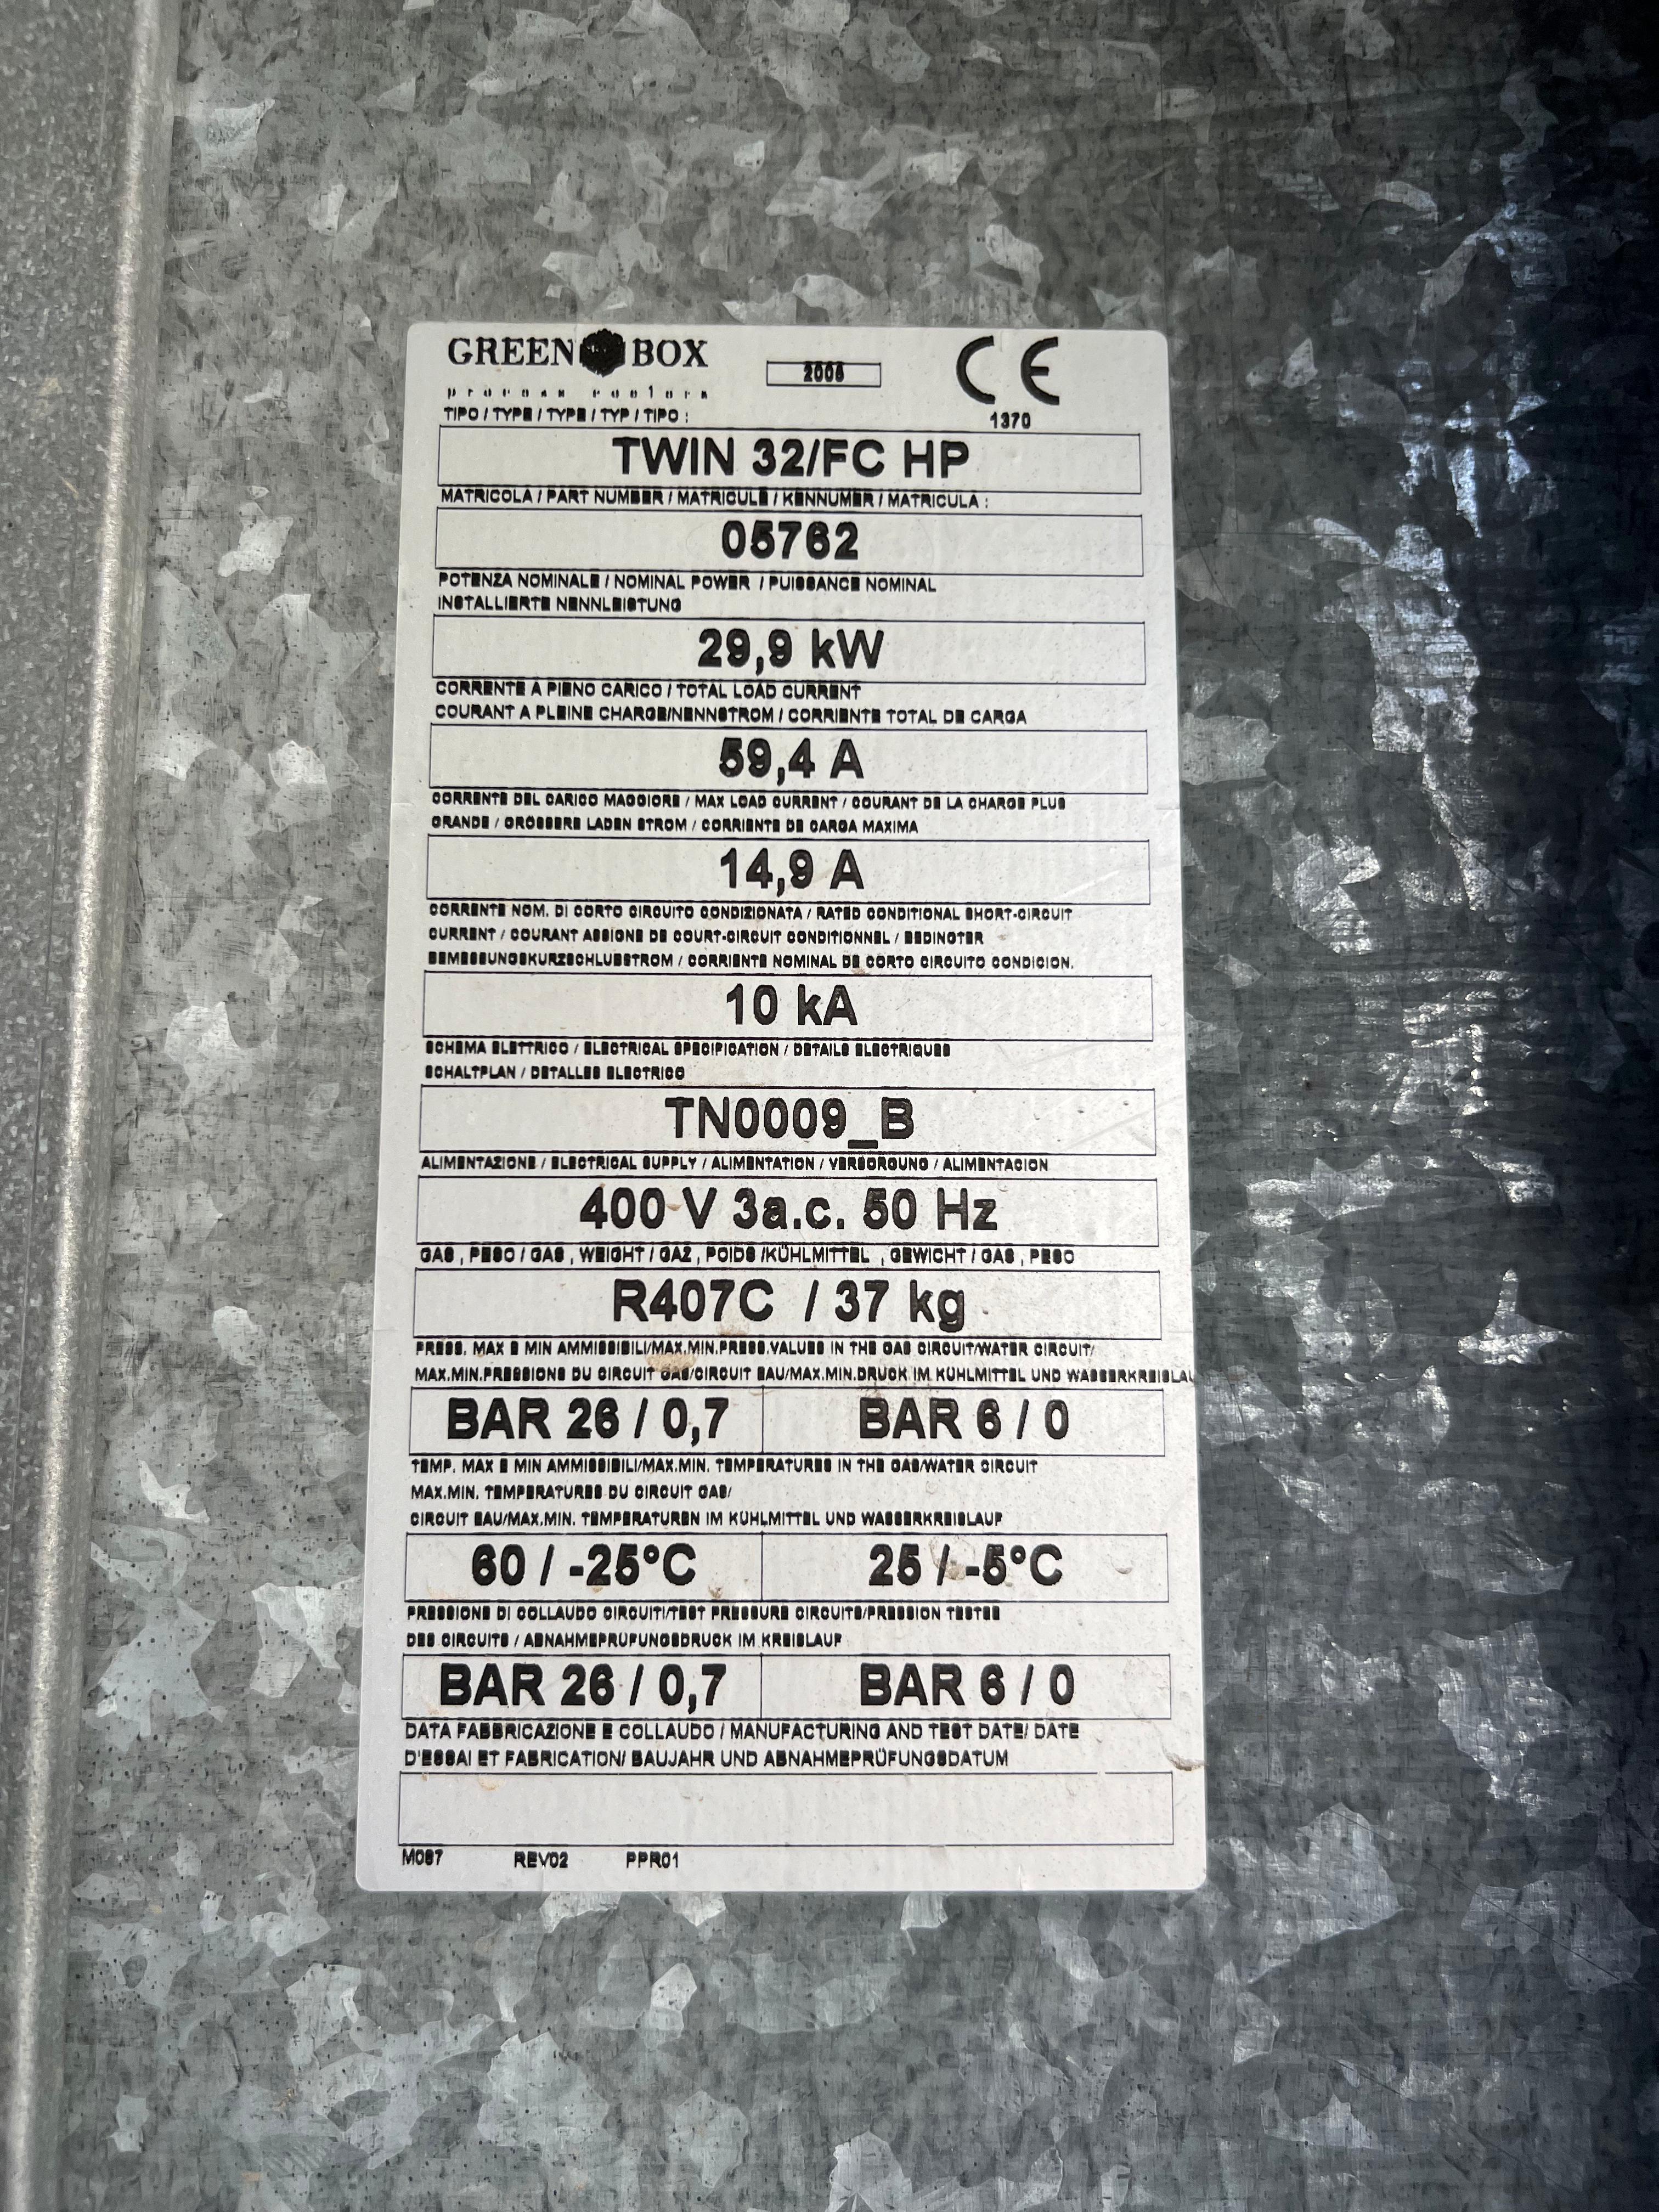 GREEN BOX
process coolers
CE
1370
TIPO / TYPE / TYPE / TYP / TIPO :
TWIN 32/FC HP
MATRICOLA / PART NUMBER / MATRICULE / KENNUMER / MATRICULA :
05762
POTENZA NOMINALE / NOMINAL POWER / PUISSANCE NOMINAL
INSTALLIERTE NENNLEISTUNG
29,9 kW
CORRENTE A PIENO CARICO / TOTAL LOAD CURRENT
COURANT A PLEINE CHARGE/NENNSTROM / CORRIENTE TOTAL DE CARGA
59,4 A
CORRENTE DEL CARICO MAGGIORE / MAX LOAD CURRENT / COURANT DE LA CHARGE PLUS
GRANDE / GRÖSSERE LADEN STROM / CORRIENTE DE CARGA MAXIMA
14,9 A
CORRENTE NOM. DI CORTO CIRCUITO CONDIZIONATA / RATED CONDITIONAL SHORT-CIRCUIT
CURRENT / COURANT ASSIGNE DE COURT-CIRCUIT CONDITIONNEL / BEDINGTER
BEMESSUNGSKURZSCHLUBSTROM / CORRIENTE NOMINAL DE CORTO CIRCUITO CONDICION.
10 kA
SCHEMA ELETTRICO / ELECTRICAL SPECIFICATION / DETAILS ELECTRIQUES
SCHALTPLAN / DETALLES ELECTRICO
TN0009_B
ALIMENTAZIONE / ELECTRICAL SUPPLY / ALIMENTATION / VERSORGUNG / ALIMENTACION
400 V 3a.c. 50 Hz
GAS , PESO / GAS , WEIGHT / GAZ , POIDS /KÜHLMITTEL , GEWICHT / GAS , PESO
R407C / 37 kg
PRESS. MAX E MIN AMMISSIBILI/MAX.MIN.PRESS.VALUES IN THE GAS CIRCUIT/WATER CIRCUIT/
MAX.MIN.PRESSIONS DU CIRCUIT GAS/CIRCUIT EAU/MAX.MIN.DRUCK IM KÜHLMITTEL UND WASSERKREISLAU
BAR 26 / 0,7 BAR 6 / 0
TEMP. MAX E MIN AMMISSIBILI/MAX.MIN. TEMPERATURES IN THE GAS/WATER CIRCUIT
MAX.MIN. TEMPERATURES DU CIRCUIT GAS/
CIRCUIT EAU/MAX.MIN. TEMPERATUREN IM KÜHLMITTEL UND WASSERKREISLAUF
60 / -25°C 25 / -5°C
PRESSIONE DI COLLAUDO CIRCUITI/TEST PRESSURE CIRCUITS/PRESSION TESTEE
DES CIRCUITS / ABNAHMEPRÜFUNGSDRUCK IM KREISLAUF
BAR 26 / 0,7 BAR 6 / 0
DATA FABBRICAZIONE E COLLAUDO / MANUFACTURING AND TEST DATE/ DATE
D'ESSAI ET FABRICATION/ BAUJAHR UND ABNAHMEPRÜFUNGSDATUM
M087 REV02 PPR01